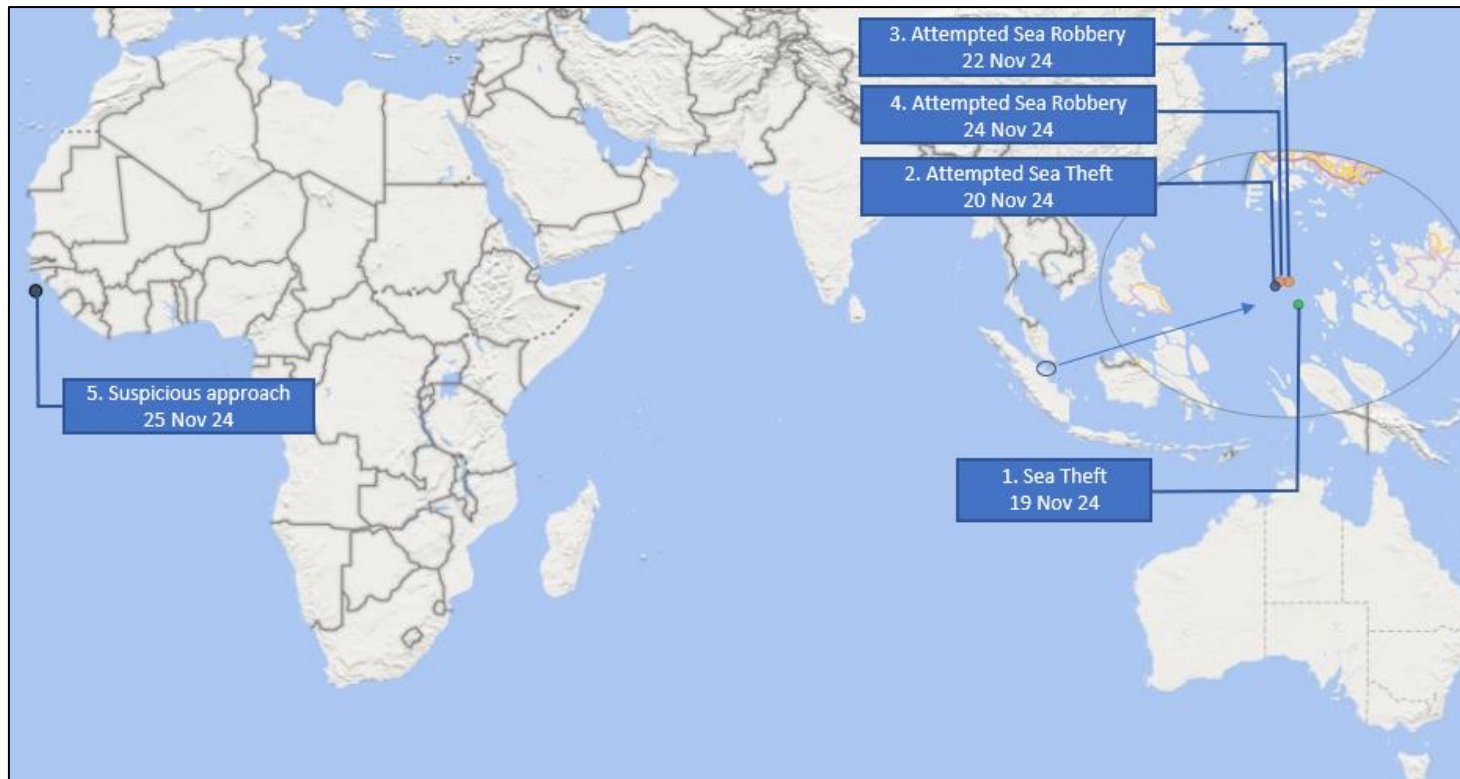 3. Attempted Sea Robbery
22 Nov 24
4. Attempted Sea Robbery
24 Nov 24
2. Attempted Sea Theft
20 Nov 24
5. Suspicious approach
25 Nov 24
1. Sea Theft
19 Nov 24